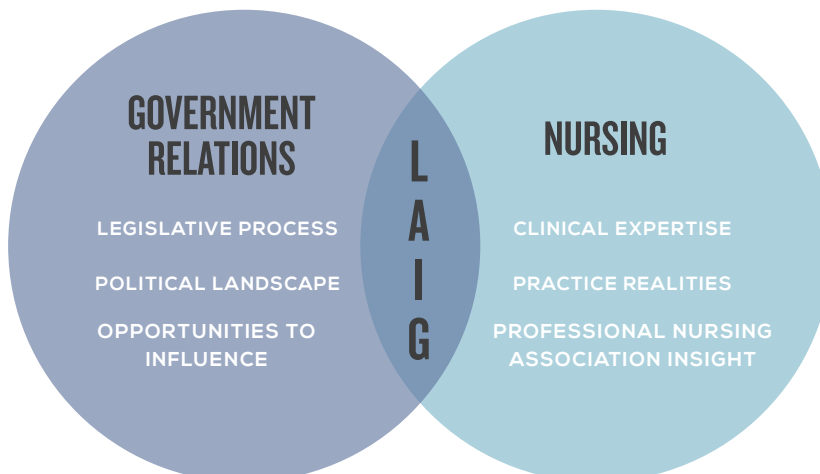 GOVERNMENT
RELATIONS
LEGISLATIVE PROCESS
POLITICAL LANDSCAPE
OPPORTUNITIES TO
INFLUENCE
L
A
I
G
NURSING
CLINICAL EXPERTISE
PRACTICE REALITIES
PROFESSIONAL NURSING
ASSOCIATION INSIGHT